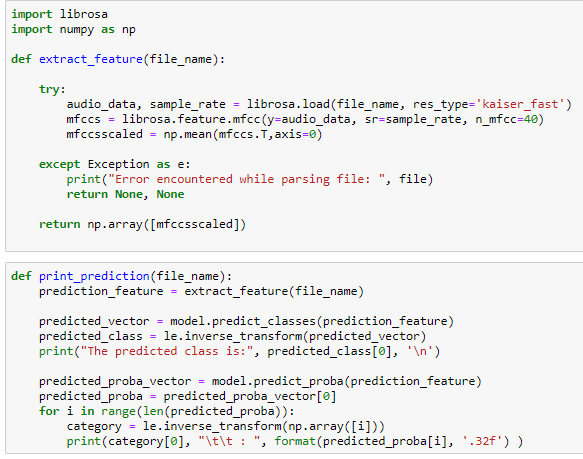 import librosa
import numpy as np

def extract_feature(file_name):

    try:
        audio_data, sample_rate = librosa.load(file_name, res_type='kaiser_fast')
        mfccs = librosa.feature.mfcc(y=audio_data, sr=sample_rate, n_mfcc=40)
        mfccsscaled = np.mean(mfccs.T,axis=0)

    except Exception as e:
        print("Error encountered while parsing file: ", file)
        return None, None

    return np.array([mfccsscaled])

def print_prediction(file_name):
    prediction_feature = extract_feature(file_name)

    predicted_vector = model.predict_classes(prediction_feature)
    predicted_class = le.inverse_transform(predicted_vector)
    print("The predicted class is:", predicted_class[0], '\n')

    predicted_proba_vector = model.predict_proba(prediction_feature)
    predicted_proba = predicted_proba_vector[0]
    for i in range(len(predicted_proba)):
        category = le.inverse_transform(np.array([i]))
        print(category[0], "\t\t : ", format(predicted_proba[i], '.32f') )